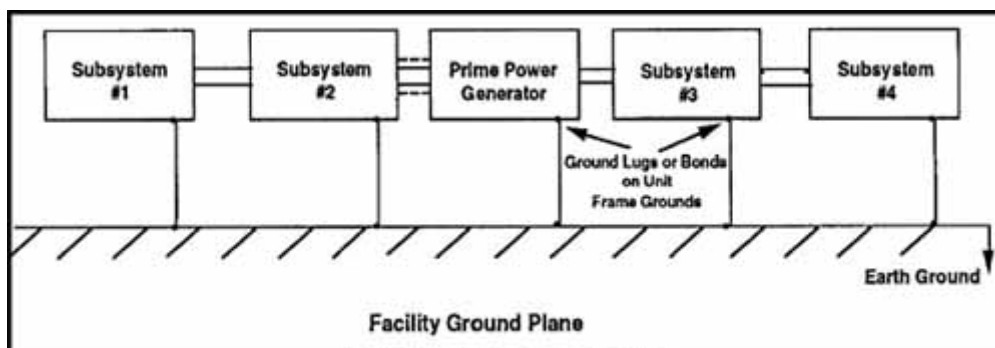 Subsystem
#1
Subsystem
#2
Prime Power
Generator
Subsystem
#3
Subsystem
#4
Ground Lugs or Bonds
on Unit
Frame Grounds
Earth Ground
Facility Ground Plane